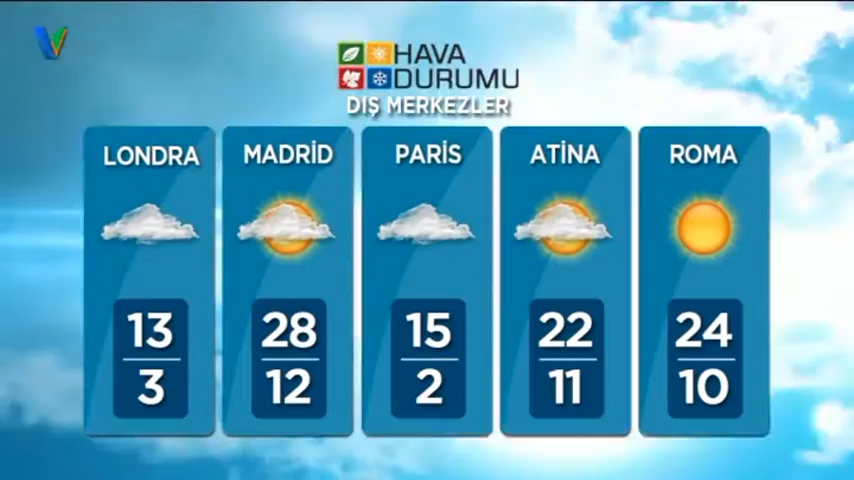 HAVA
DURUMU
DIŞ MERKEZLER
LONDRA
13
3
MADRİD
28
12
PARİS
15
2
ATİNA
22
11
ROMA
24
10